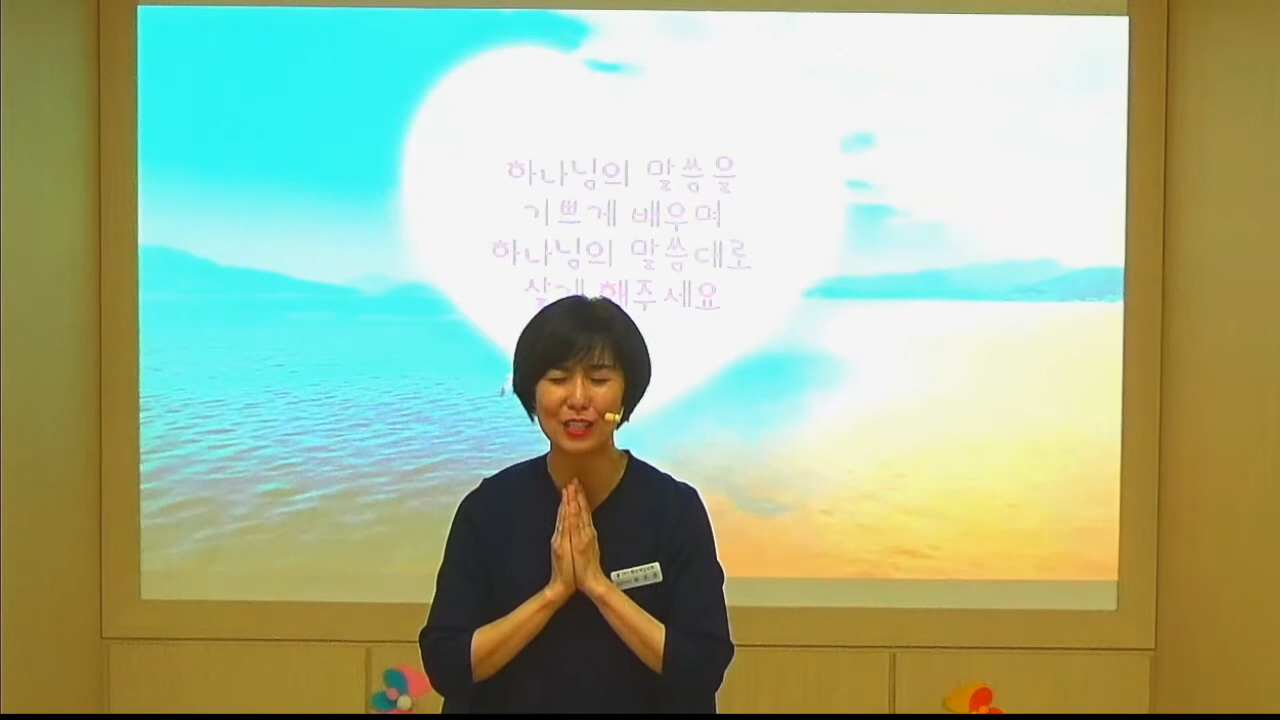 하나님의 말씀을
기쁘게 배우며
하나님의 말씀대로
살게 해주세요